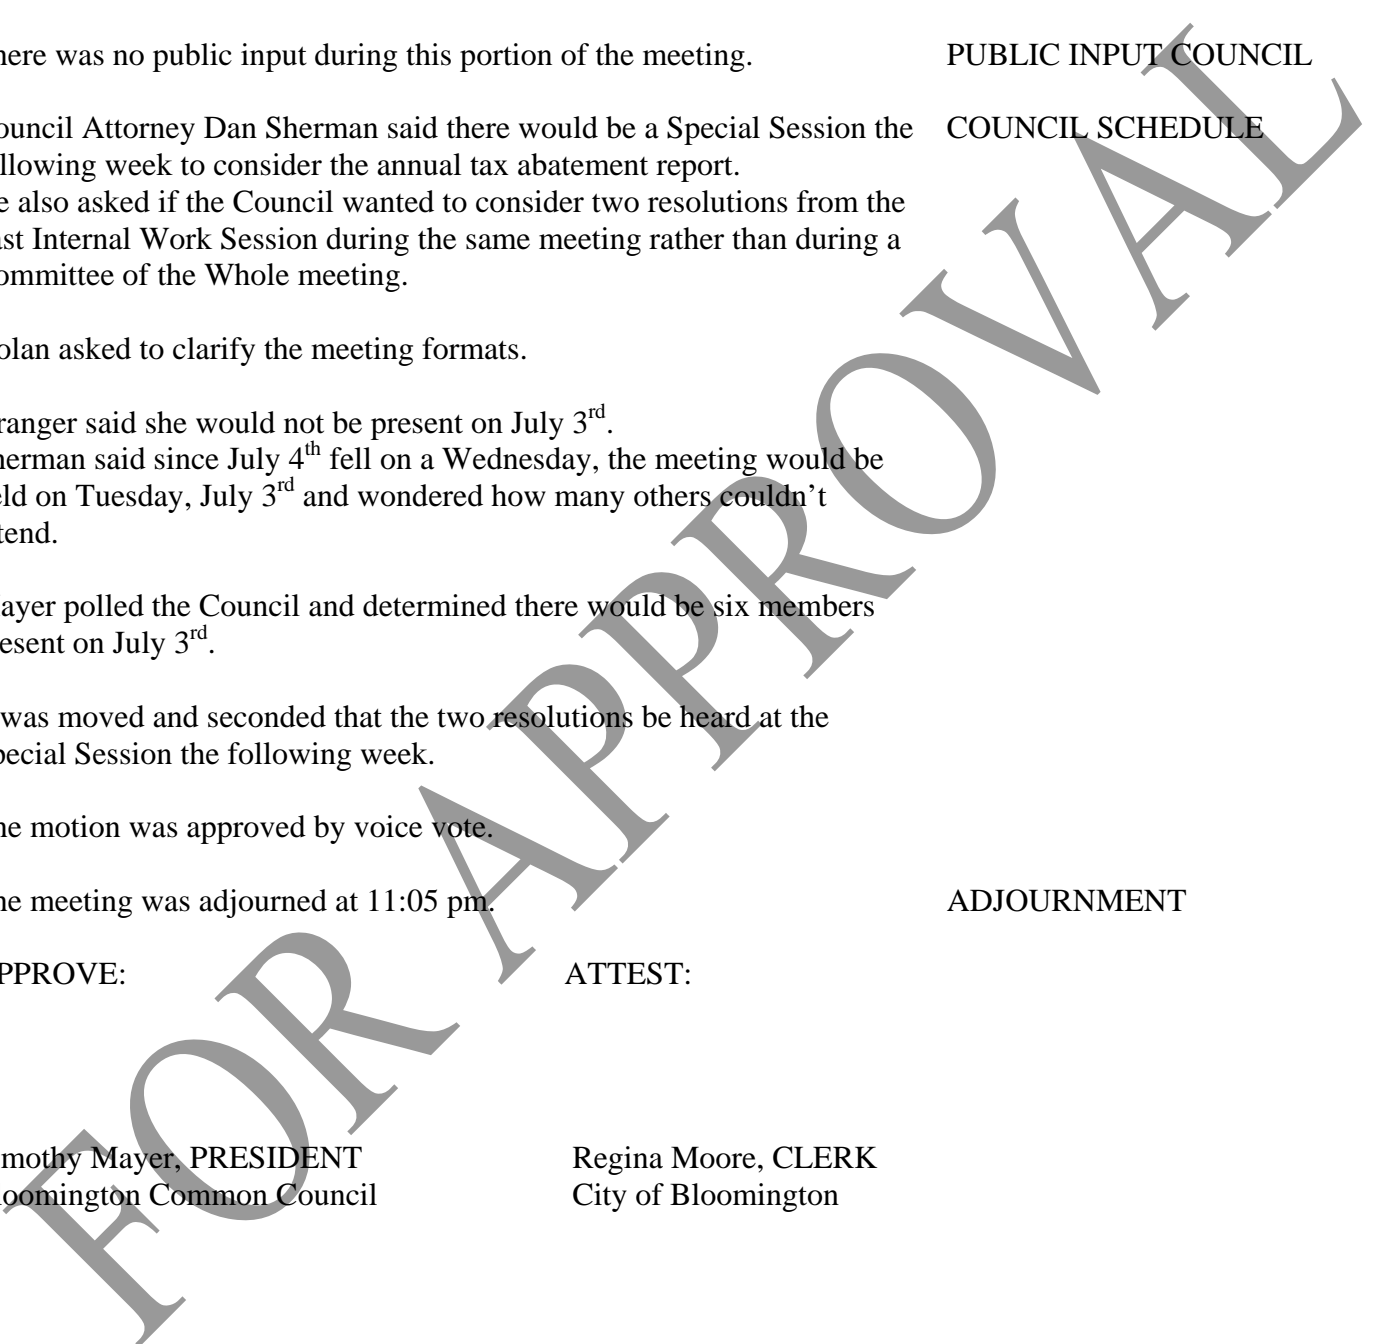 here was no public input during this portion of the meeting. PUBLIC INPUT COUNCIL
ouncil Attorney Dan Sherman said there would be a Special Session the COUNCIL SCHEDULE
llowing week to consider the annual tax abatement report.
e also asked if the Council wanted to consider two resolutions from the
ast Internal Work Session during the same meeting rather than during a
ommittee of the Whole meeting.
olan asked to clarify the meeting formats.
ranger said she would not be present on July 3rd.
herman said since July 4th fell on a Wednesday, the meeting would be
eld on Tuesday, July 3rd and wondered how many others couldn’t
tend.
ayer polled the Council and determined there would be six members
resent on July 3rd.
was moved and seconded that the two resolutions be heard at the
pecial Session the following week.
he motion was approved by voice vote.
he meeting was adjourned at 11:05 pm. ADJOURNMENT
PPROVE: ATTEST:
mothy Mayer, PRESIDENT Regina Moore, CLERK
loomington Common Council City of Bloomington
FOR APPROVAL